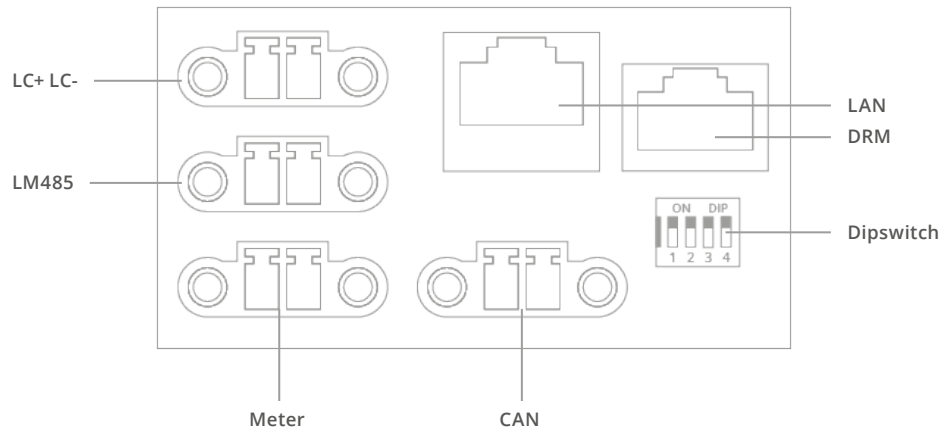 LC+ LC-
LAN
DRM
LM485
ON DIP
1 2 3 4
Dipswitch
Meter
CAN